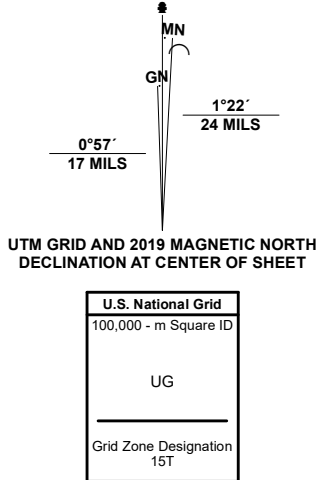 MN
GN
1°22´
24 MILS
0°57´
17 MILS
UTM GRID AND 2019 MAGNETIC NORTH
DECLINATION AT CENTER OF SHEET
U.S. National Grid
100,000 - m Square ID
UG
Grid Zone Designation
15T